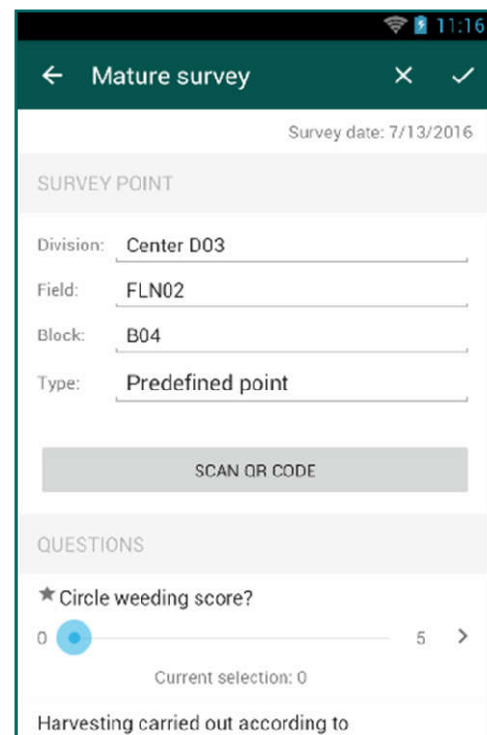 11:16
Mature survey
Survey date: 7/13/2016
SURVEY POINT
Division: Center D03
Field: FLN02
Block: B04
Type: Predefined point
SCAN QR CODE
QUESTIONS
Circle weeding score?
0 5
Current selection: 0
Harvesting carried out according to